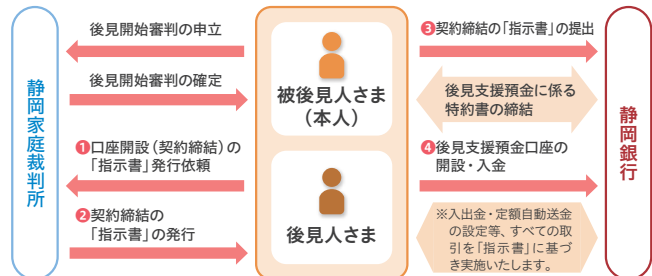 静岡家庭裁判所
後見開始審判の申立
後見開始審判の確定
❶口座開設(契約締結)の
「指示書」発行依頼
❷契約締結の
「指示書」の発行
被後見人さま
(本人)
後見人さま
❸契約締結の「指示書」の提出
後見支援預金に係る
特約書の締結
❹後見支援預金口座の
開設・入金
※入出金・定額自動送金
の設定等、すべての取
引を「指示書」に基づ
き実施いたします。
静岡銀行